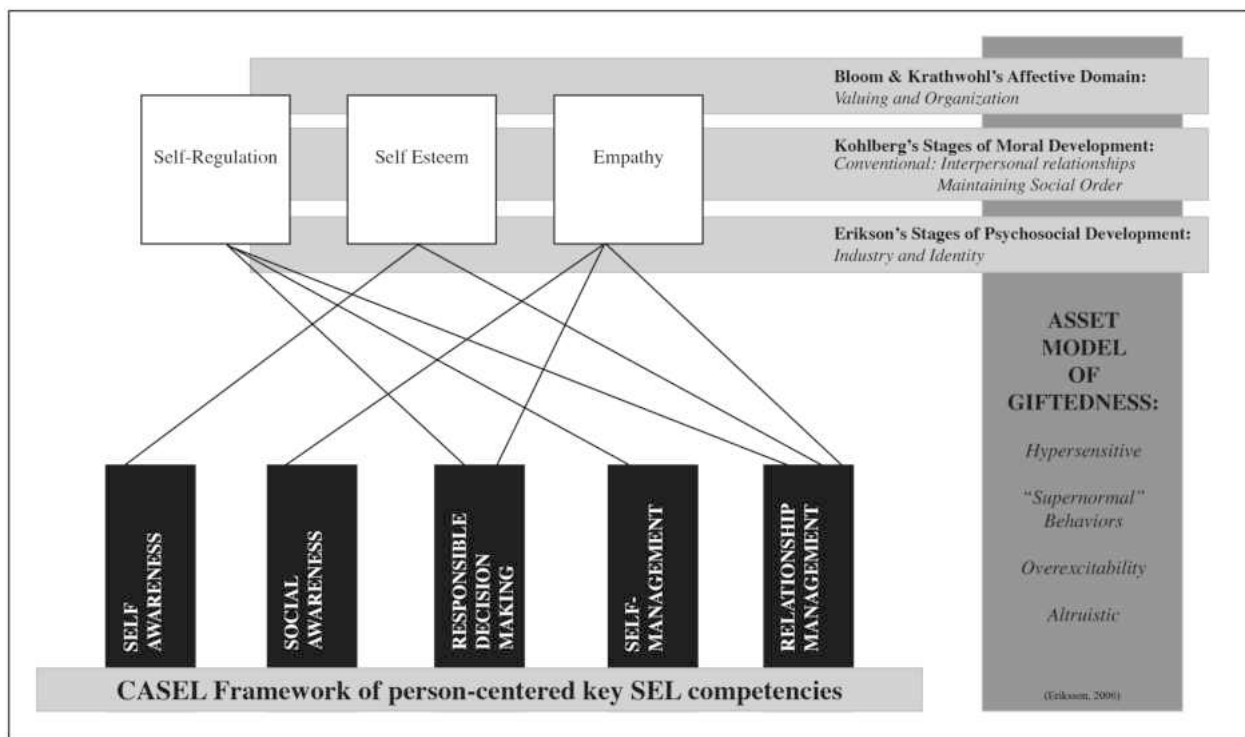 Bloom & Krathwohl's Affective Domain:
Valuing and Organization
Self-Regulation
Self Esteem
Empathy
Kohlberg's Stages of Moral Development:
Conventional: Interpersonal relationships
Maintaining Social Order
Erikson's Stages of Psychosocial Development:
Industry and Identity
ASSET
MODEL
OF
GIFTEDNESS:
Hypersensitive
“Supernormal”
Behaviors
Overexcitability
Altruistic
(Eriksson, 2006)
SELF
AWARENESS
SOCIAL
AWARENESS
RESPONSIBLE
DECISION
MAKING
SELF-
MANAGEMENT
RELATIONSHIP
MANAGEMENT
CASEL Framework of person-centered key SEL competencies